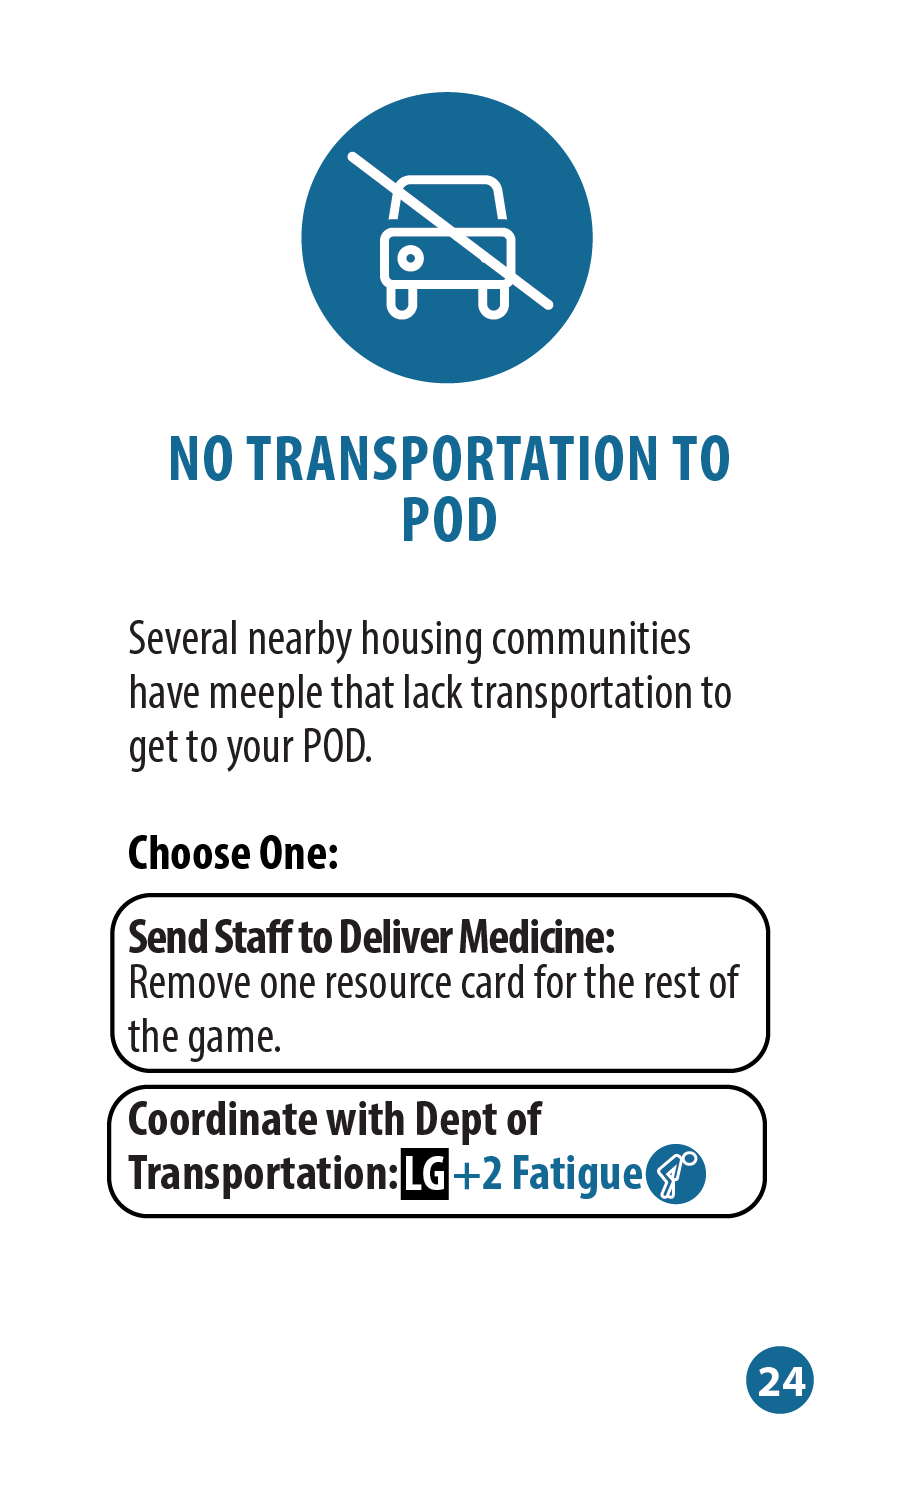 NO TRANSPORTATION TO
POD
Several nearby housing communities
have meeple that lack transportation to
get to your POD.
Choose One:
Send Staff to Deliver Medicine:
Remove one resource card for the rest of
the game.
Coordinate with Dept of
Transportation: LG +2 Fatigue
24